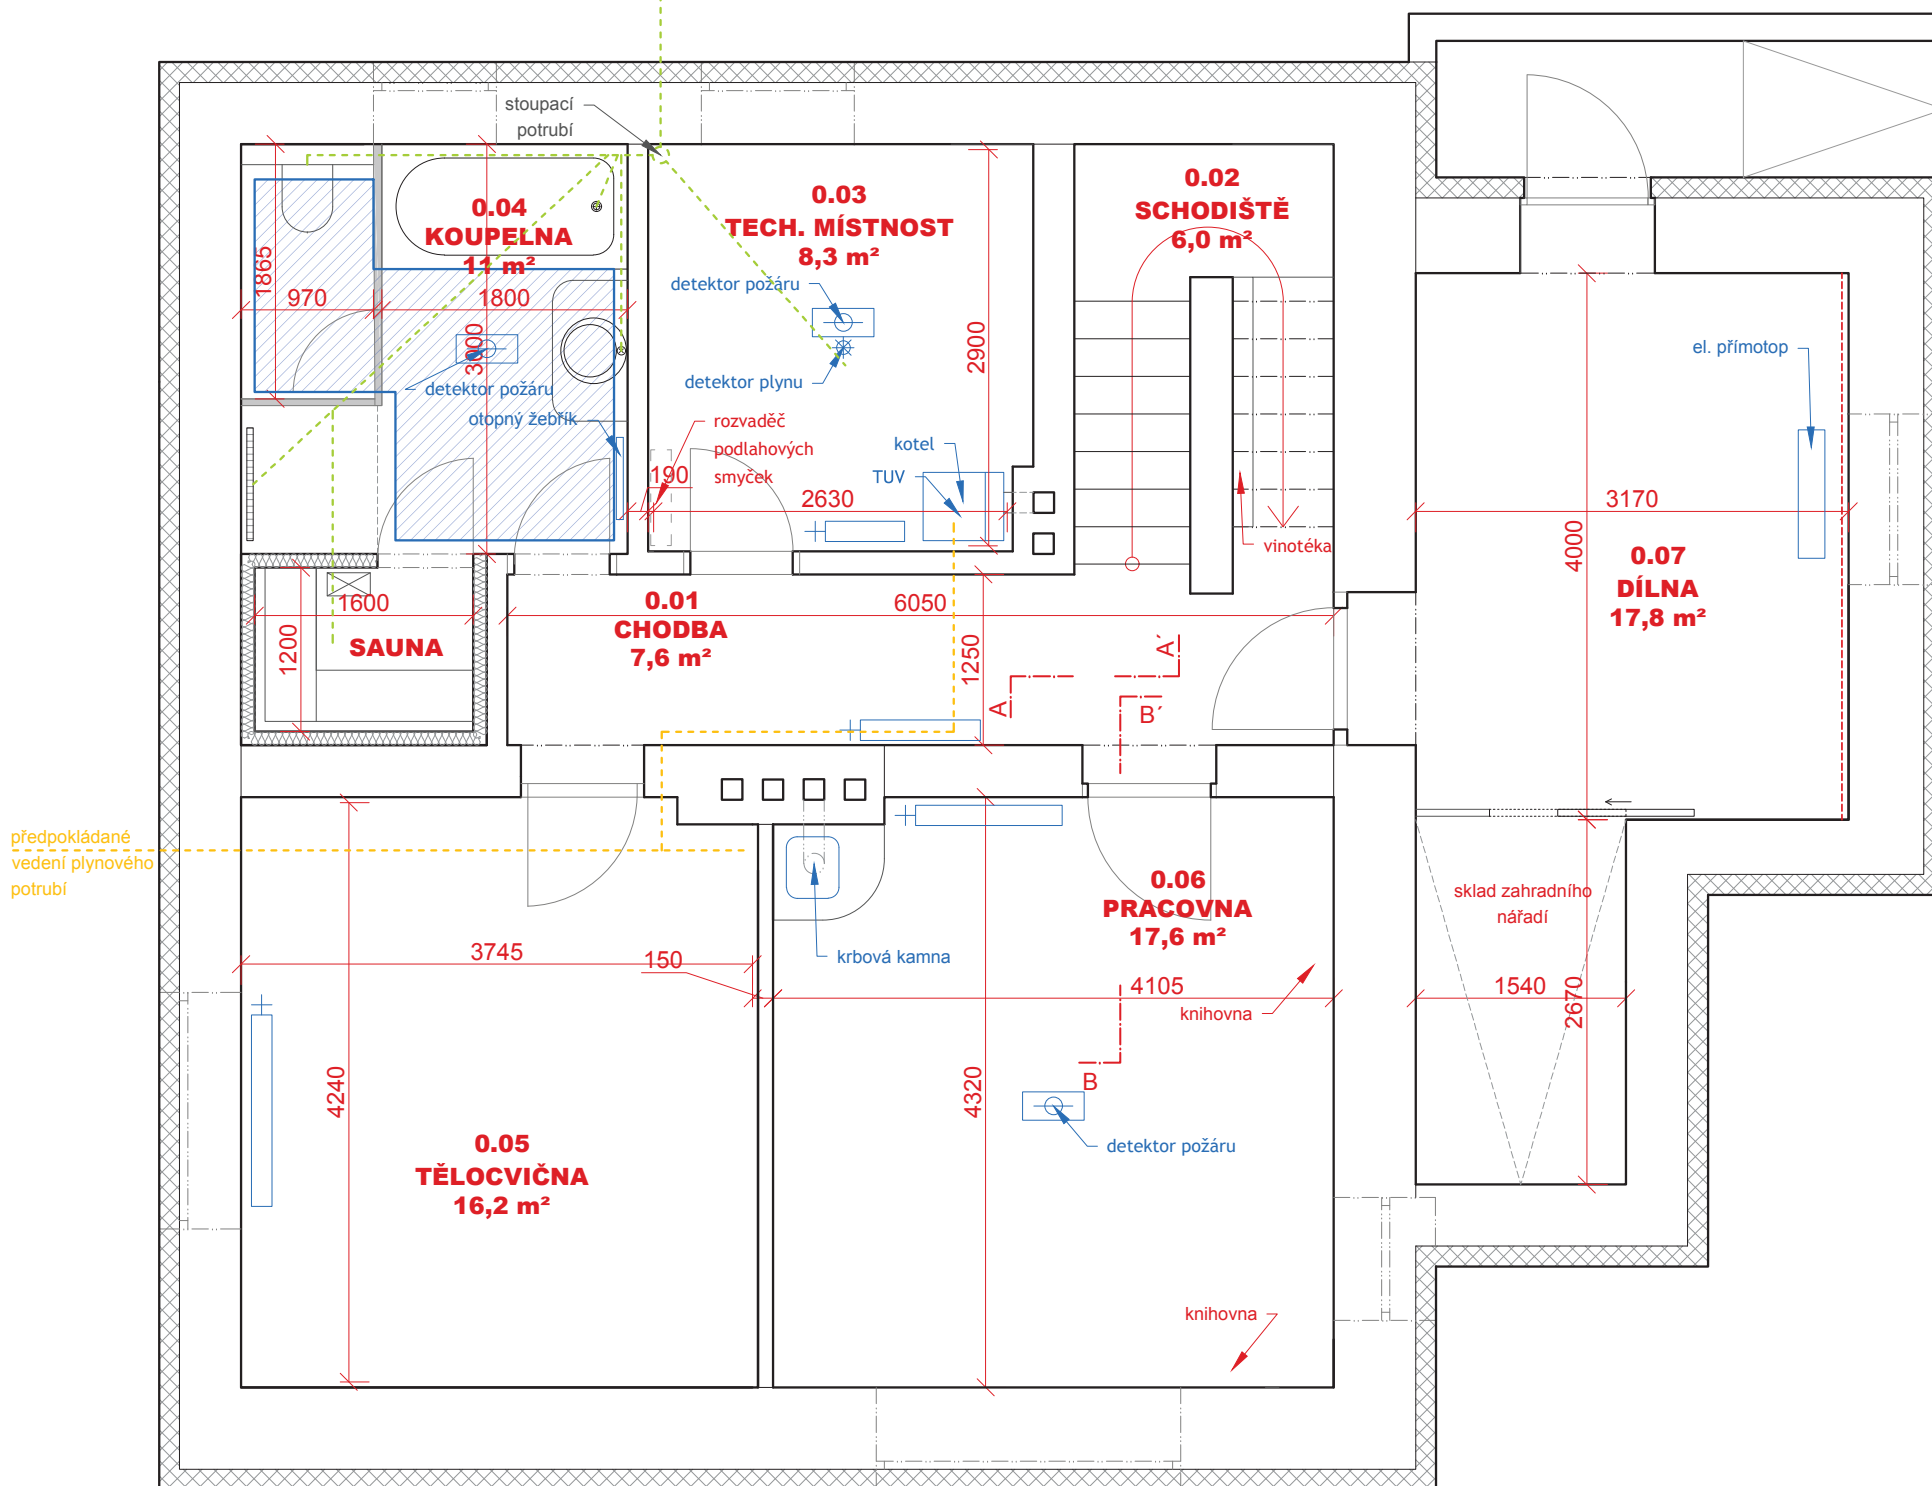 stoupací
potrubí
0.04
KOUPELNA
11 m²
1865
970
1800
3000
detektor požáru
otopný žebřík
0.03
TECH. MÍSTNOST
8,3 m²
detektor požáru
detektor plynu
2900
rozvaděč
podlahových
smyček
190
2630
kotel
TUV
0.02
SCHODIŠTĚ
6,0 m²
vinotéka
el. přímotop
3170
4000
0.07
DÍLNA
17,8 m²
1600
1200
SAUNA
0.01
CHODBA
7,6 m²
6050
1250
A
A´
B´
předpokládané
vedení plynového
potrubí
3745
150
4240
0.05
TĚLOCVIČNA
16,2 m²
krbová kamna
0.06
PRACOVNA
17,6 m²
4105
knihovna
4320
B
detektor požáru
knihovna
sklad zahradního
nářadí
1540
2670